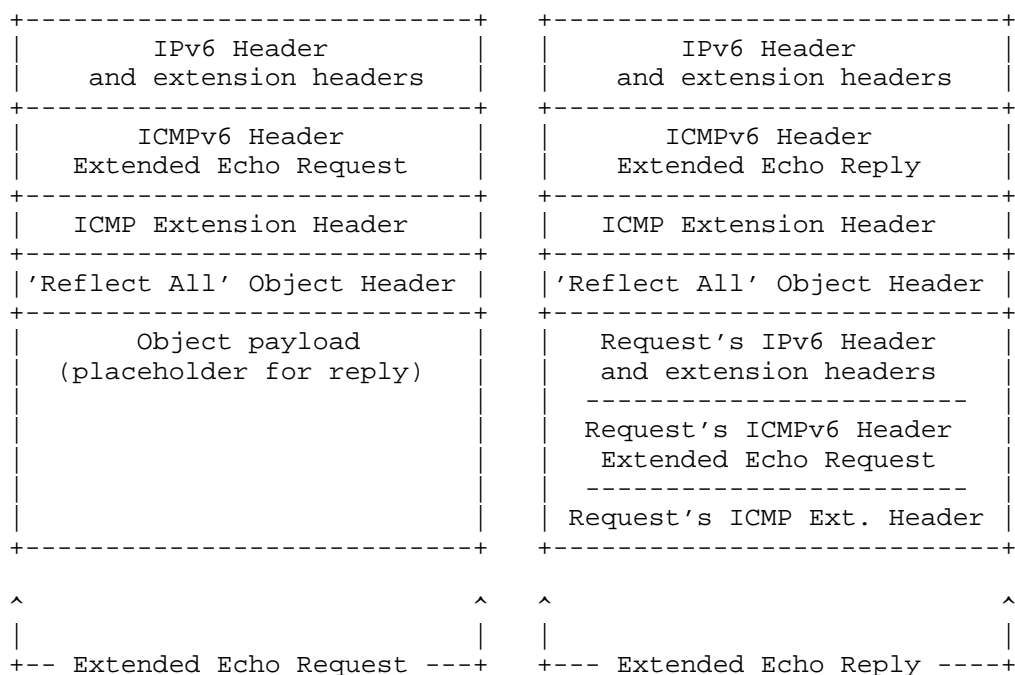 +-----------------------------+   +-----------------------------+
|         IPv6 Header         |   |         IPv6 Header         |
|    and extension headers    |   |    and extension headers    |
+-----------------------------+   +-----------------------------+
|        ICMPv6 Header        |   |        ICMPv6 Header        |
|    Extended Echo Request    |   |     Extended Echo Reply     |
+-----------------------------+   +-----------------------------+
|    ICMP Extension Header    |   |    ICMP Extension Header    |
+-----------------------------+   +-----------------------------+
|’Reflect All’ Object Header  |   |’Reflect All’ Object Header  |
+-----------------------------+   +-----------------------------+
|        Object payload       |   |    Request’s IPv6 Header    |
|   (placeholder for reply)   |   |    and extension headers    |
|                             |   |  -------------------------  |
|                             |   |  Request’s ICMPv6 Header    |
|                             |   |    Extended Echo Request    |
|                             |   |  -------------------------  |
|                             |   | Request’s ICMP Ext. Header  |
+-----------------------------+   +-----------------------------+
^                             ^   ^                             ^
|                             |   |                             |
+-- Extended Echo Request ---+   +--- Extended Echo Reply ----+